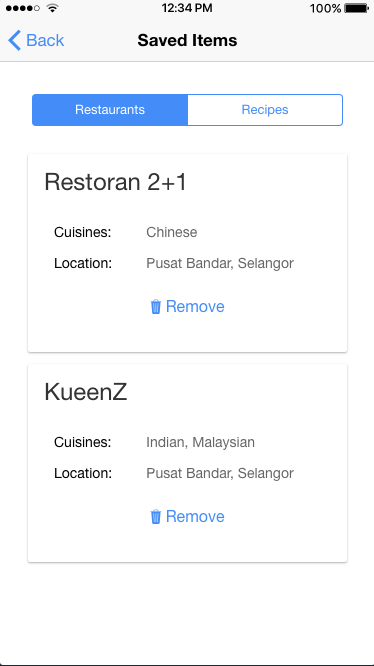 12:34 PM 100%
Back Saved Items
Restaurants Recipes
Restoran 2+1
Cuisines: Chinese
Location: Pusat Bandar, Selangor
Remove
KueenZ
Cuisines: Indian, Malaysian
Location: Pusat Bandar, Selangor
Remove